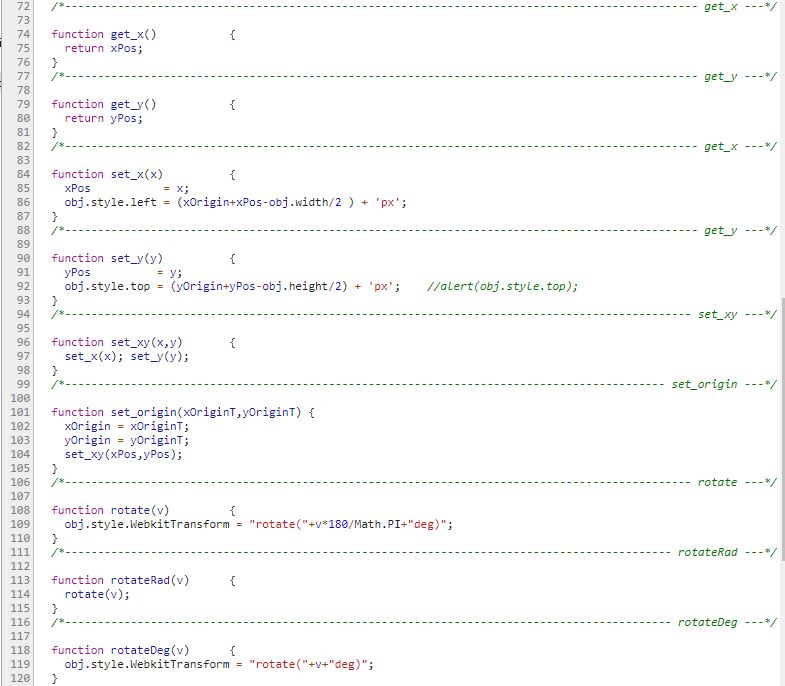 72 /*------------------------------------------------------------------------------------------------ get_x ---*/
73
74 function get_x() {
75 return xPos;
76 }
77 /*------------------------------------------------------------------------------------------------ get_y ---*/
78
79 function get_y() {
80 return yPos;
81 }
82 /*------------------------------------------------------------------------------------------------ get_x ---*/
83
84 function set_x(x) {
85 xPos = x;
86 obj.style.left = (xOrigin+xPos-obj.width/2 ) + 'px';
87 }
88 /*------------------------------------------------------------------------------------------------ get_y ---*/
89
90 function set_y(y) {
91 yPos = y;
92 obj.style.top = (yOrigin+yPos-obj.height/2) + 'px'; //alert(obj.style.top);
93 }
94 /*----------------------------------------------------------------------------------------------- set_xy ---*/
95
96 function set_xy(x,y) {
97 set_x(x); set_y(y);
98 }
99 /*------------------------------------------------------------------------------------------- set_origin ---*/
100
101 function set_origin(xOriginT,yOriginT) {
102 xOrigin = xOriginT;
103 yOrigin = yOriginT;
104 set_xy(xPos,yPos);
105 }
106 /*----------------------------------------------------------------------------------------------- rotate ---*/
107
108 function rotate(v) {
109 obj.style.WebkitTransform = "rotate("+v*180/Math.PI+"deg)";
110 }
111 /*-------------------------------------------------------------------------------------------- rotateRad ---*/
112
113 function rotateRad(v) {
114 rotate(v);
115 }
116 /*-------------------------------------------------------------------------------------------- rotateDeg ---*/
117
118 function rotateDeg(v) {
119 obj.style.WebkitTransform = "rotate("+v+"deg)";
120 }